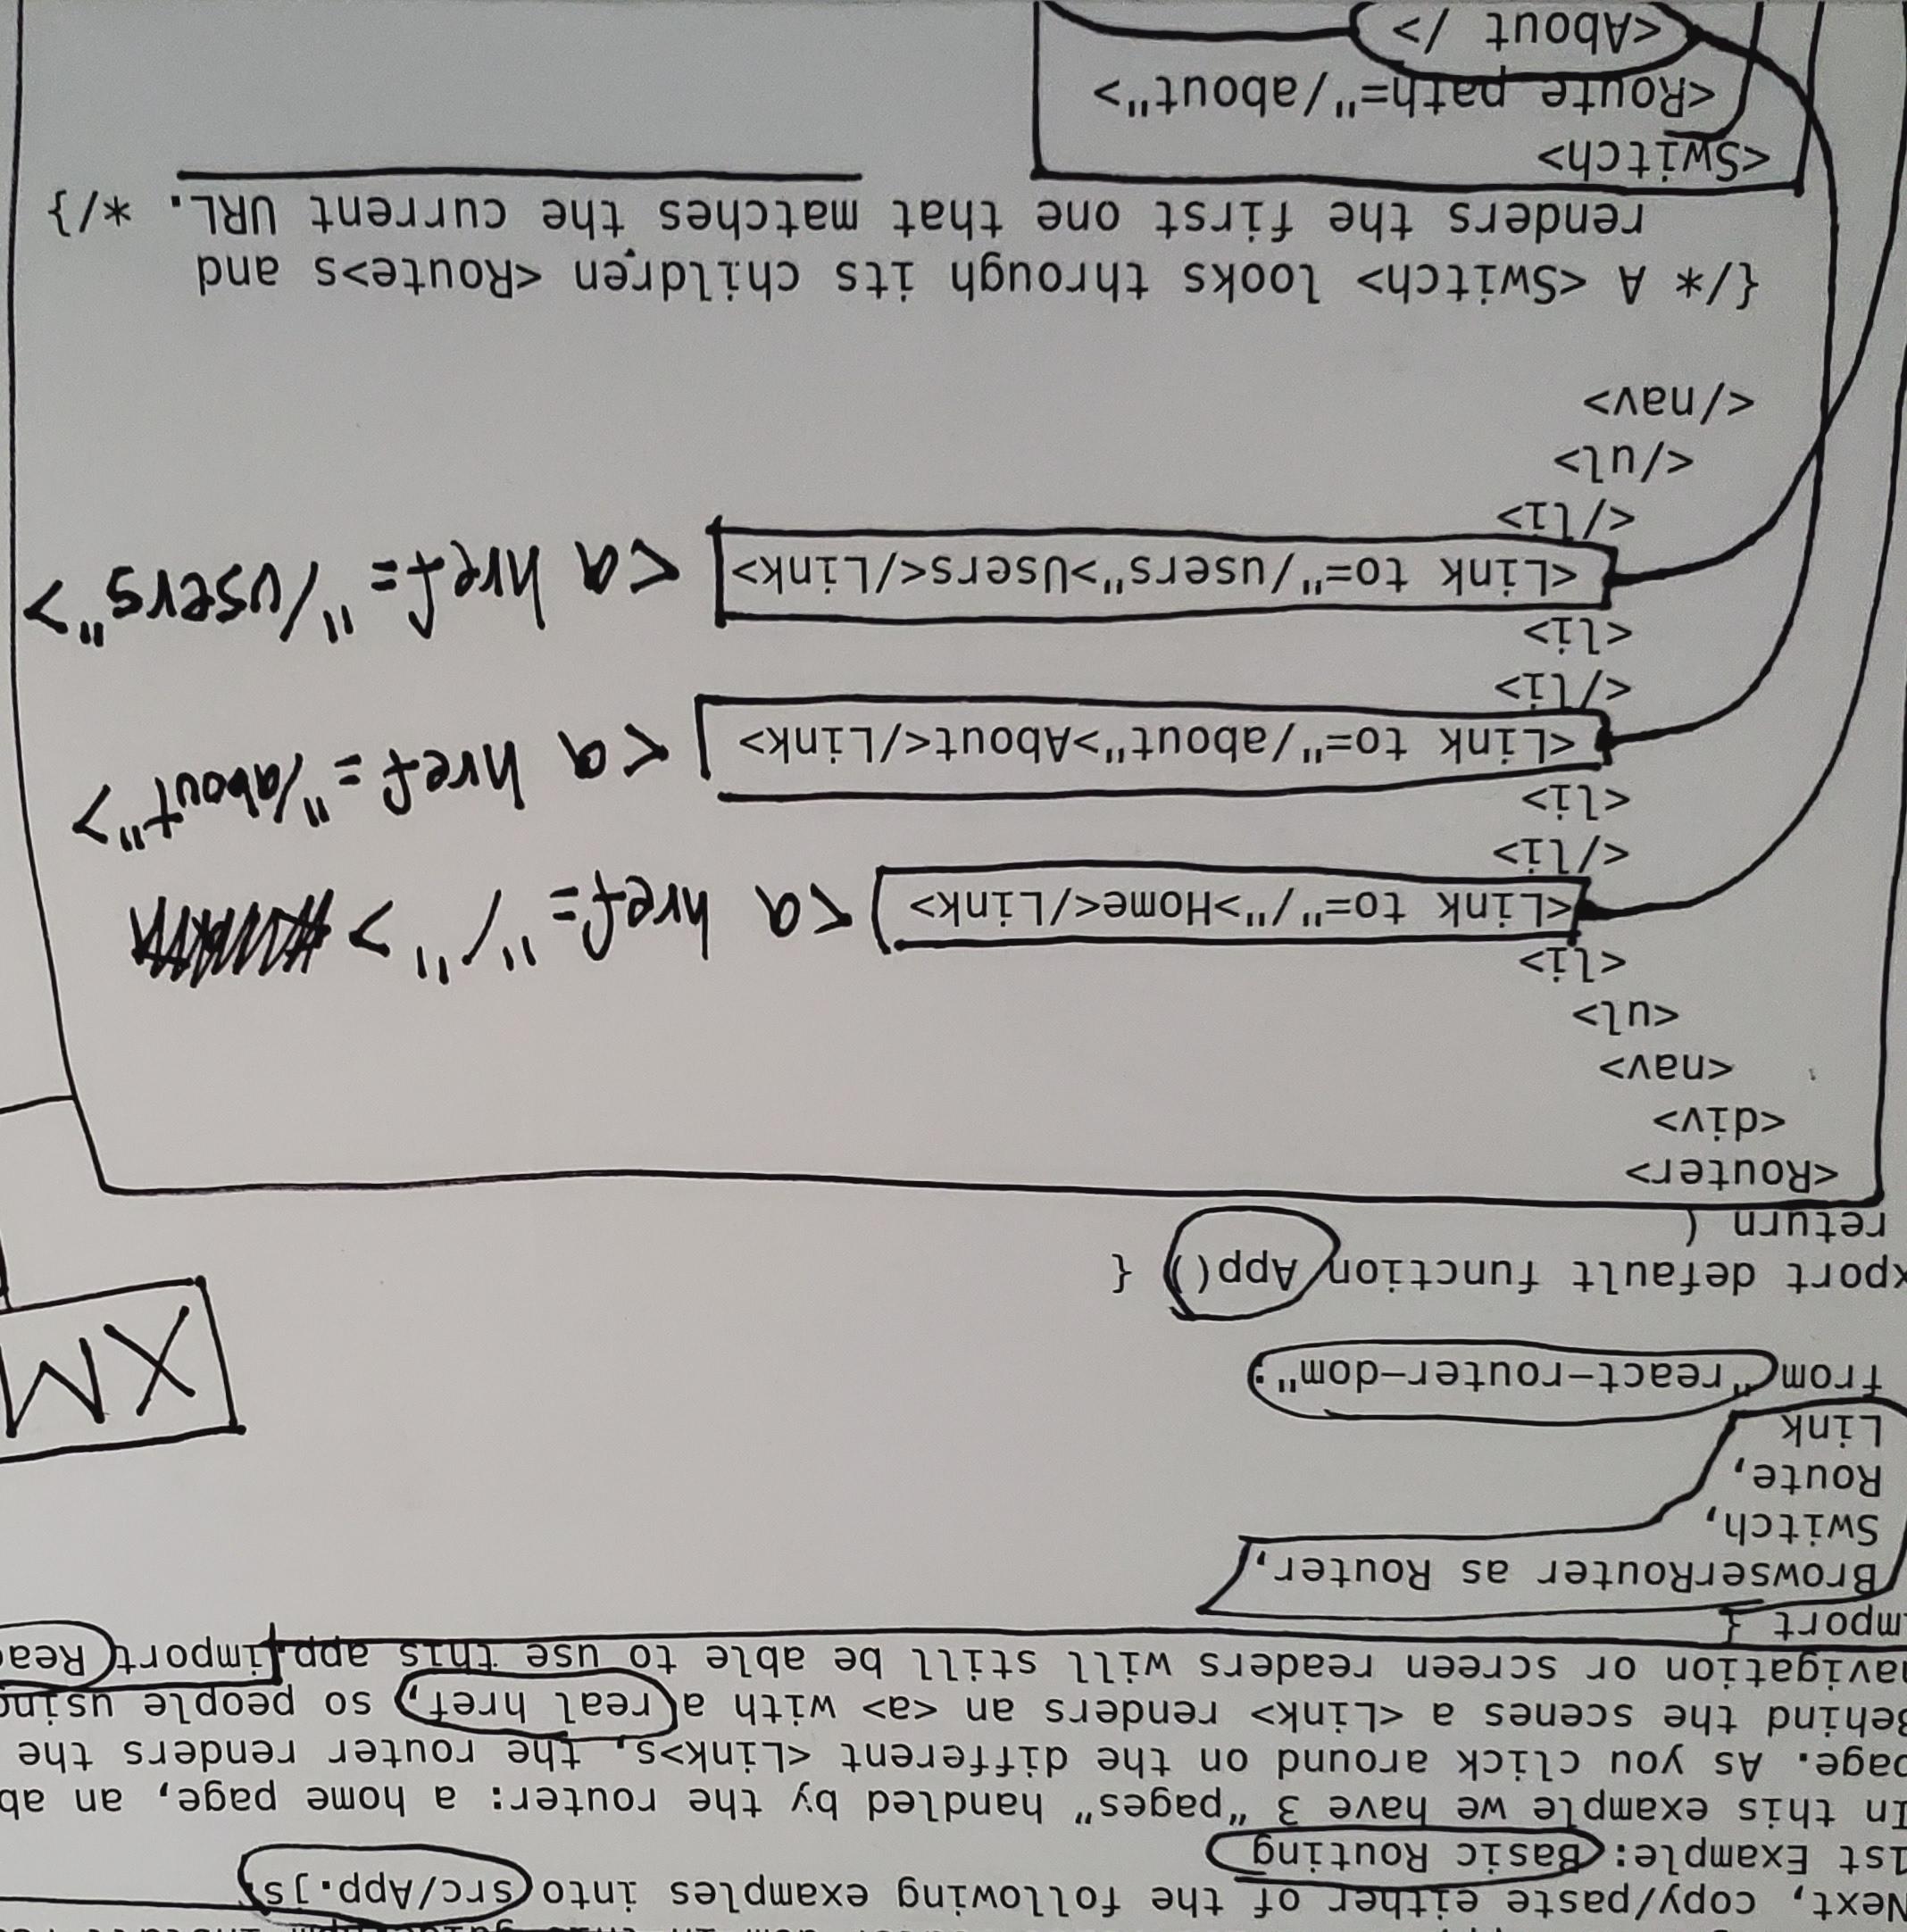 Next, copy/paste either of the following examples into src/App.js.
1st Example: Basic Routing
In this example we have 3 “pages” handled by the router: a home page, an ab
page. As you click around on the different <Link>s, the router renders the
Behind the scenes a <Link> renders an <a> with a real href, so people using
navigation or screen readers will still be able to use this app. import Reac
import {
BrowserRouter as Router,
Switch,
Route,
Link
from "react-router-dom";
XM
xport default function App() {
return (
<Router>
<div>
<nav>
<ul>
<li>
<Link to="/">Home</Link> <a href="/">
</li>
<li>
<Link to="/about">About</Link> <a href="/about">
</li>
<li>
<Link to="/users">Users</Link> <a href="/users">
</li>
</ul>
</nav>
{/* A <Switch> looks through its children <Route>s and
renders the first one that matches the current URL. */}
<Switch>
<Route path="/about">
<About />